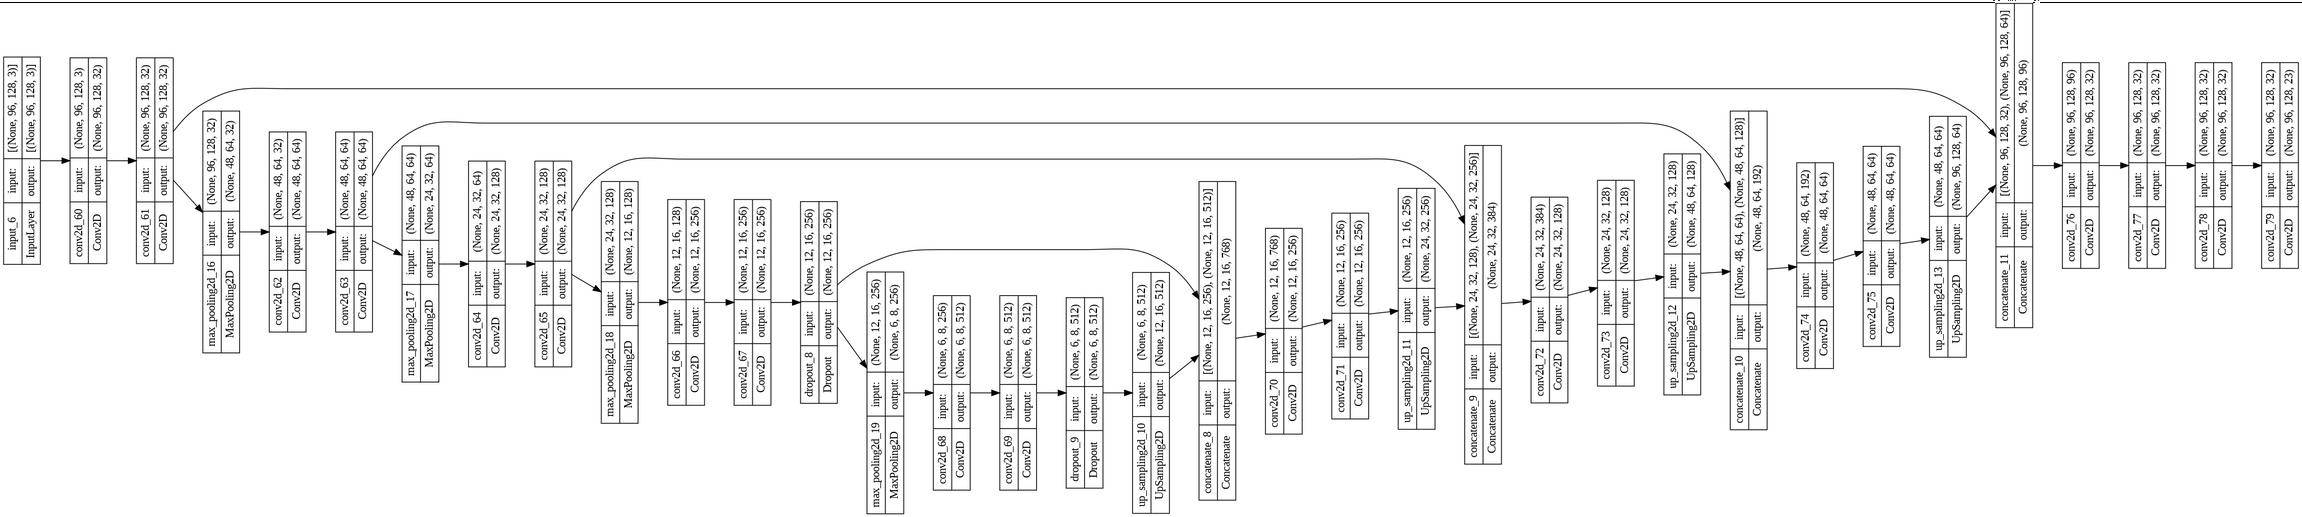 input_6 input: [(None, 96, 128, 3)]
InputLayer output: [(None, 96, 128, 3)]
conv2d_60 input: (None, 96, 128, 3)
Conv2D output: (None, 96, 128, 32)
conv2d_61 input: (None, 96, 128, 32)
Conv2D output: (None, 96, 128, 32)
max_pooling2d_16 input: (None, 96, 128, 32)
MaxPooling2D output: (None, 48, 64, 32)
conv2d_62 input: (None, 48, 64, 32)
Conv2D output: (None, 48, 64, 64)
conv2d_63 input: (None, 48, 64, 64)
Conv2D output: (None, 48, 64, 64)
max_pooling2d_17 input: (None, 48, 64, 64)
MaxPooling2D output: (None, 24, 32, 64)
conv2d_64 input: (None, 24, 32, 64)
Conv2D output: (None, 24, 32, 128)
conv2d_65 input: (None, 24, 32, 128)
Conv2D output: (None, 24, 32, 128)
max_pooling2d_18 input: (None, 24, 32, 128)
MaxPooling2D output: (None, 12, 16, 128)
conv2d_66 input: (None, 12, 16, 128)
Conv2D output: (None, 12, 16, 256)
conv2d_67 input: (None, 12, 16, 256)
Conv2D output: (None, 12, 16, 256)
dropout_8 input: (None, 12, 16, 256)
Dropout output: (None, 12, 16, 256)
max_pooling2d_19 input: (None, 12, 16, 256)
MaxPooling2D output: (None, 6, 8, 256)
conv2d_68 input: (None, 6, 8, 256)
Conv2D output: (None, 6, 8, 512)
conv2d_69 input: (None, 6, 8, 512)
Conv2D output: (None, 6, 8, 512)
dropout_9 input: (None, 6, 8, 512)
Dropout output: (None, 6, 8, 512)
up_sampling2d_10 input: (None, 6, 8, 512)
UpSampling2D output: (None, 12, 16, 512)
concatenate_8 input: [(None, 12, 16, 256), (None, 12, 16, 512)]
Concatenate output: (None, 12, 16, 768)
conv2d_70 input: (None, 12, 16, 768)
Conv2D output: (None, 12, 16, 256)
conv2d_71 input: (None, 12, 16, 256)
Conv2D output: (None, 12, 16, 256)
up_sampling2d_11 input: (None, 12, 16, 256)
UpSampling2D output: (None, 24, 32, 256)
concatenate_9 input: [(None, 24, 32, 128), (None, 24, 32, 256)]
Concatenate output: (None, 24, 32, 384)
conv2d_72 input: (None, 24, 32, 384)
Conv2D output: (None, 24, 32, 128)
conv2d_73 input: (None, 24, 32, 128)
Conv2D output: (None, 24, 32, 128)
up_sampling2d_12 input: (None, 24, 32, 128)
UpSampling2D output: (None, 48, 64, 128)
concatenate_10 input: [(None, 48, 64, 64), (None, 48, 64, 128)]
Concatenate output: (None, 48, 64, 192)
conv2d_74 input: (None, 48, 64, 192)
Conv2D output: (None, 48, 64, 64)
conv2d_75 input: (None, 48, 64, 64)
Conv2D output: (None, 48, 64, 64)
up_sampling2d_13 input: (None, 48, 64, 64)
UpSampling2D output: (None, 96, 128, 64)
concatenate_11 input: [(None, 96, 128, 32), (None, 96, 128, 64)]
Concatenate output: (None, 96, 128, 96)
conv2d_76 input: (None, 96, 128, 96)
Conv2D output: (None, 96, 128, 32)
conv2d_77 input: (None, 96, 128, 32)
Conv2D output: (None, 96, 128, 32)
conv2d_78 input: (None, 96, 128, 32)
Conv2D output: (None, 96, 128, 32)
conv2d_79 input: (None, 96, 128, 32)
Conv2D output: (None, 96, 128, 23)